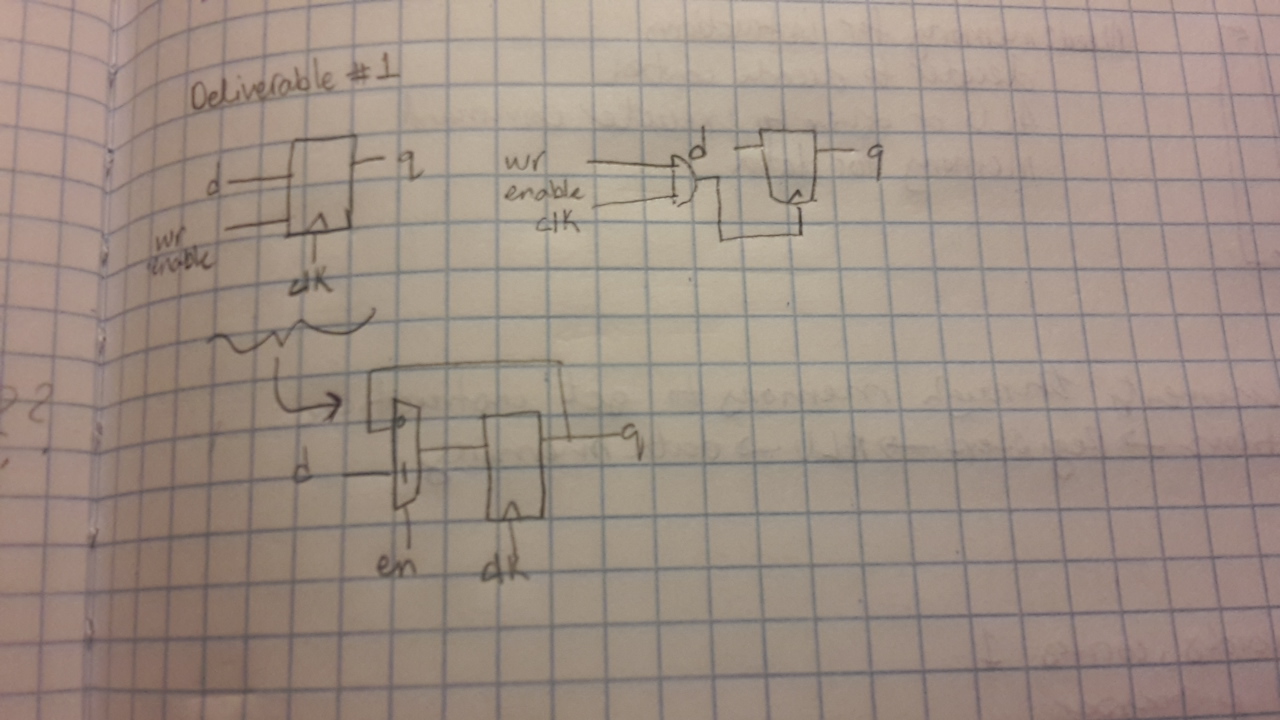 Deliverable #1
d
wr
enable
clk
q
wr
enable
clk
d
q
d
0
1
en
clk
q